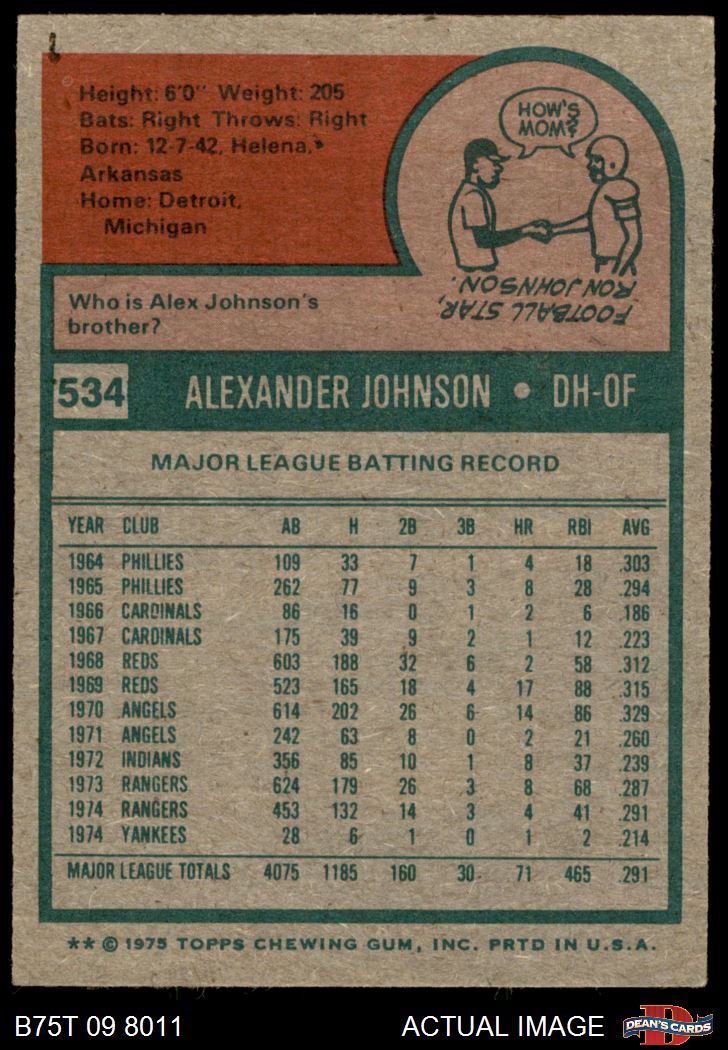 Height: 6'0" Weight: 205
Bats: Right Throws: Right
Born: 12-7-42, Helena,
Arkansas
Home: Detroit,
Michigan
HOW'S
MOM?
Who is Alex Johnson's
brother?
FOOTBALL STAR,
RON JOHNSON.
534 ALEXANDER JOHNSON • DH-OF
MAJOR LEAGUE BATTING RECORD
YEAR CLUB AB H 2B 3B HR RBI AVG
1964 PHILLIES 109 33 7 1 4 18 .303
1965 PHILLIES 262 77 9 3 8 28 .294
1966 CARDINALS 86 16 0 1 2 6 .186
1967 CARDINALS 175 39 9 2 1 12 .223
1968 REDS 603 188 32 6 2 58 .312
1969 REDS 523 165 18 4 17 88 .315
1970 ANGELS 614 202 26 6 14 86 .329
1971 ANGELS 242 63 8 0 2 21 .260
1972 INDIANS 356 85 10 1 8 37 .239
1973 RANGERS 624 179 26 3 8 68 .287
1974 RANGERS 453 132 14 3 4 41 .291
1974 YANKEES 28 6 1 0 1 2 .214
MAJOR LEAGUE TOTALS 4075 1185 160 30 71 465 .291
** © 1975 TOPPS CHEWING GUM, INC. PRTD IN U.S.A.
B75T 09 8011 ACTUAL IMAGE
D
DEAN'S CARDS